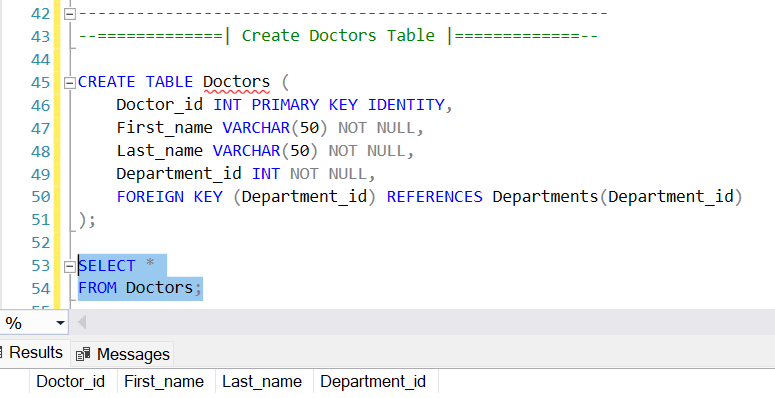 42 ------------------------------------------------------
43 --=============| Create Doctors Table |=============--
44
45 CREATE TABLE Doctors (
46 Doctor_id INT PRIMARY KEY IDENTITY,
47 First_name VARCHAR(50) NOT NULL,
48 Last_name VARCHAR(50) NOT NULL,
49 Department_id INT NOT NULL,
50 FOREIGN KEY (Department_id) REFERENCES Departments(Department_id)
51 );
52
53 SELECT *
54 FROM Doctors;
%
Results Messages
Doctor_id First_name Last_name Department_id